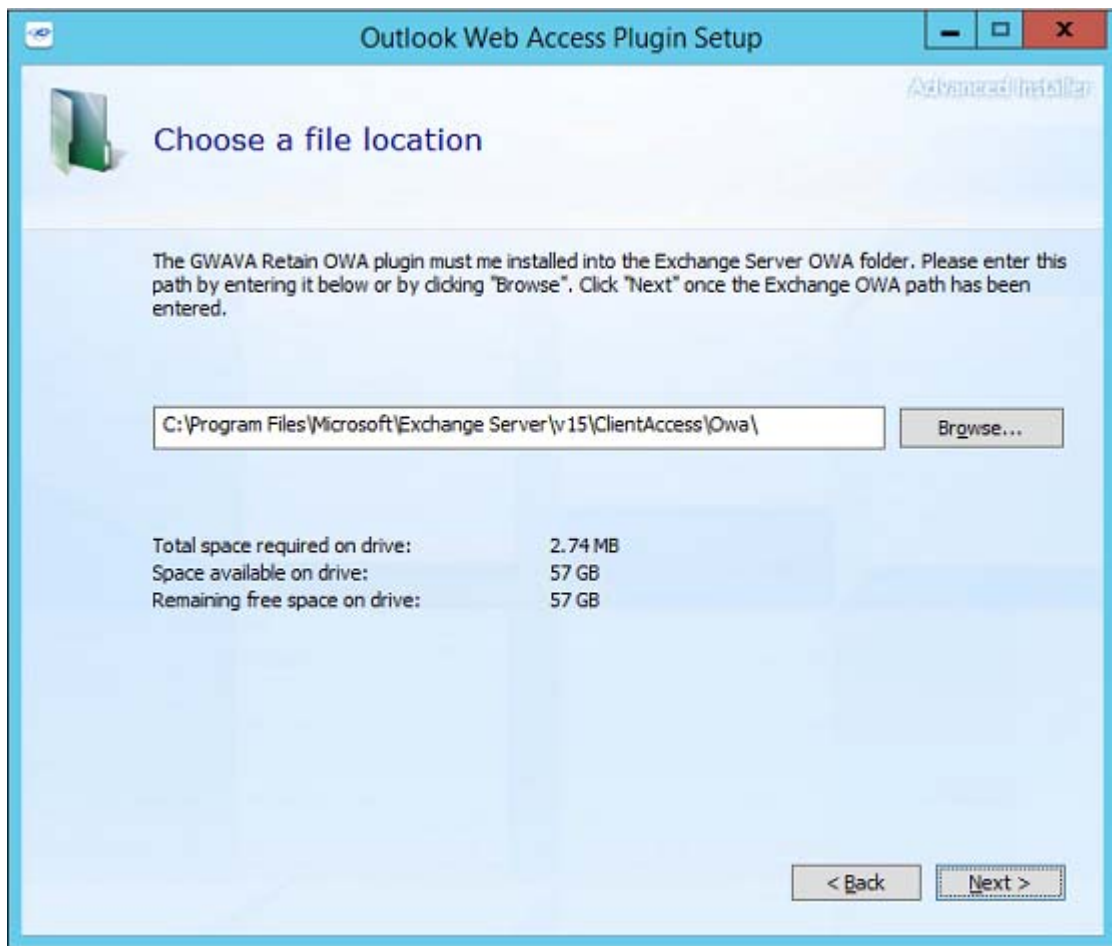 Outlook Web Access Plugin Setup
Advanced Installer
Choose a file location
The GWAVA Retain OWA plugin must me installed into the Exchange Server OWA folder. Please enter this
path by entering it below or by clicking "Browse". Click "Next" once the Exchange OWA path has been
entered.
C:\Program Files\Microsoft\Exchange Server\v15\ClientAccess\Owa\
Browse...
Total space required on drive: 2.74 MB
Space available on drive: 57 GB
Remaining free space on drive: 57 GB
< Back
Next >